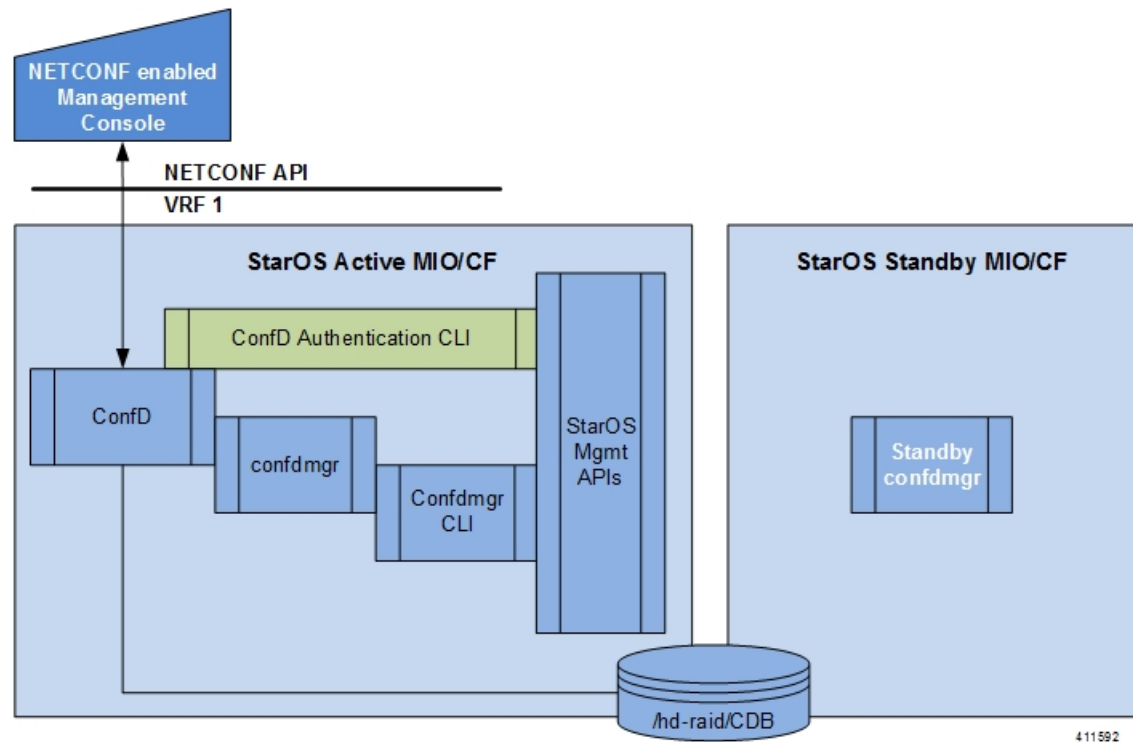 NETCONF enabled
Management
Console
NETCONF API
VRF 1
StarOS Active MIO/CF
StarOS Standby MIO/CF
ConfD Authentication CLI
ConfD
confdmgr
Confdmgr
CLI
StarOS
Mgmt
APIs
Standby
confdmgr
/hd-raid/CDB
411592